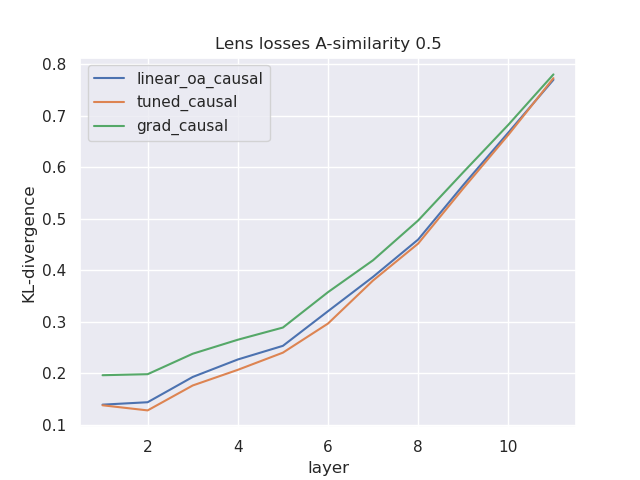 Lens losses A-similarity 0.5
linear_oa_causal
tuned_causal
grad_causal
KL-divergence
0.8
0.7
0.6
0.5
0.4
0.3
0.2
0.1
2 4 6 8 10
layer